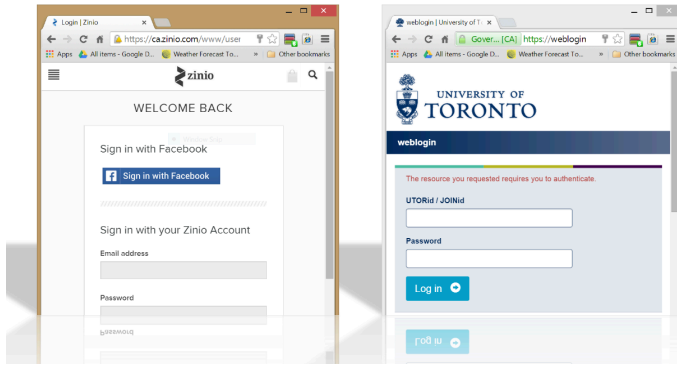 Login | Zinio
https://ca.zinio.com/www/user
Apps All items - Google D... Weather Forecast To... » Other bookmarks
zinio
WELCOME BACK
Sign in with Facebook
Sign in with Facebook
Sign in with your Zinio Account
Email address
Password
Password
weblogin | University of T
Gover... [CA] https://weblogin
Apps All items - Google D... Weather Forecast To... » Other bookmarks
UNIVERSITY OF
TORONTO
weblogin
The resource you requested requires you to authenticate.
UTORid / JOINid
Password
Log in
Log in